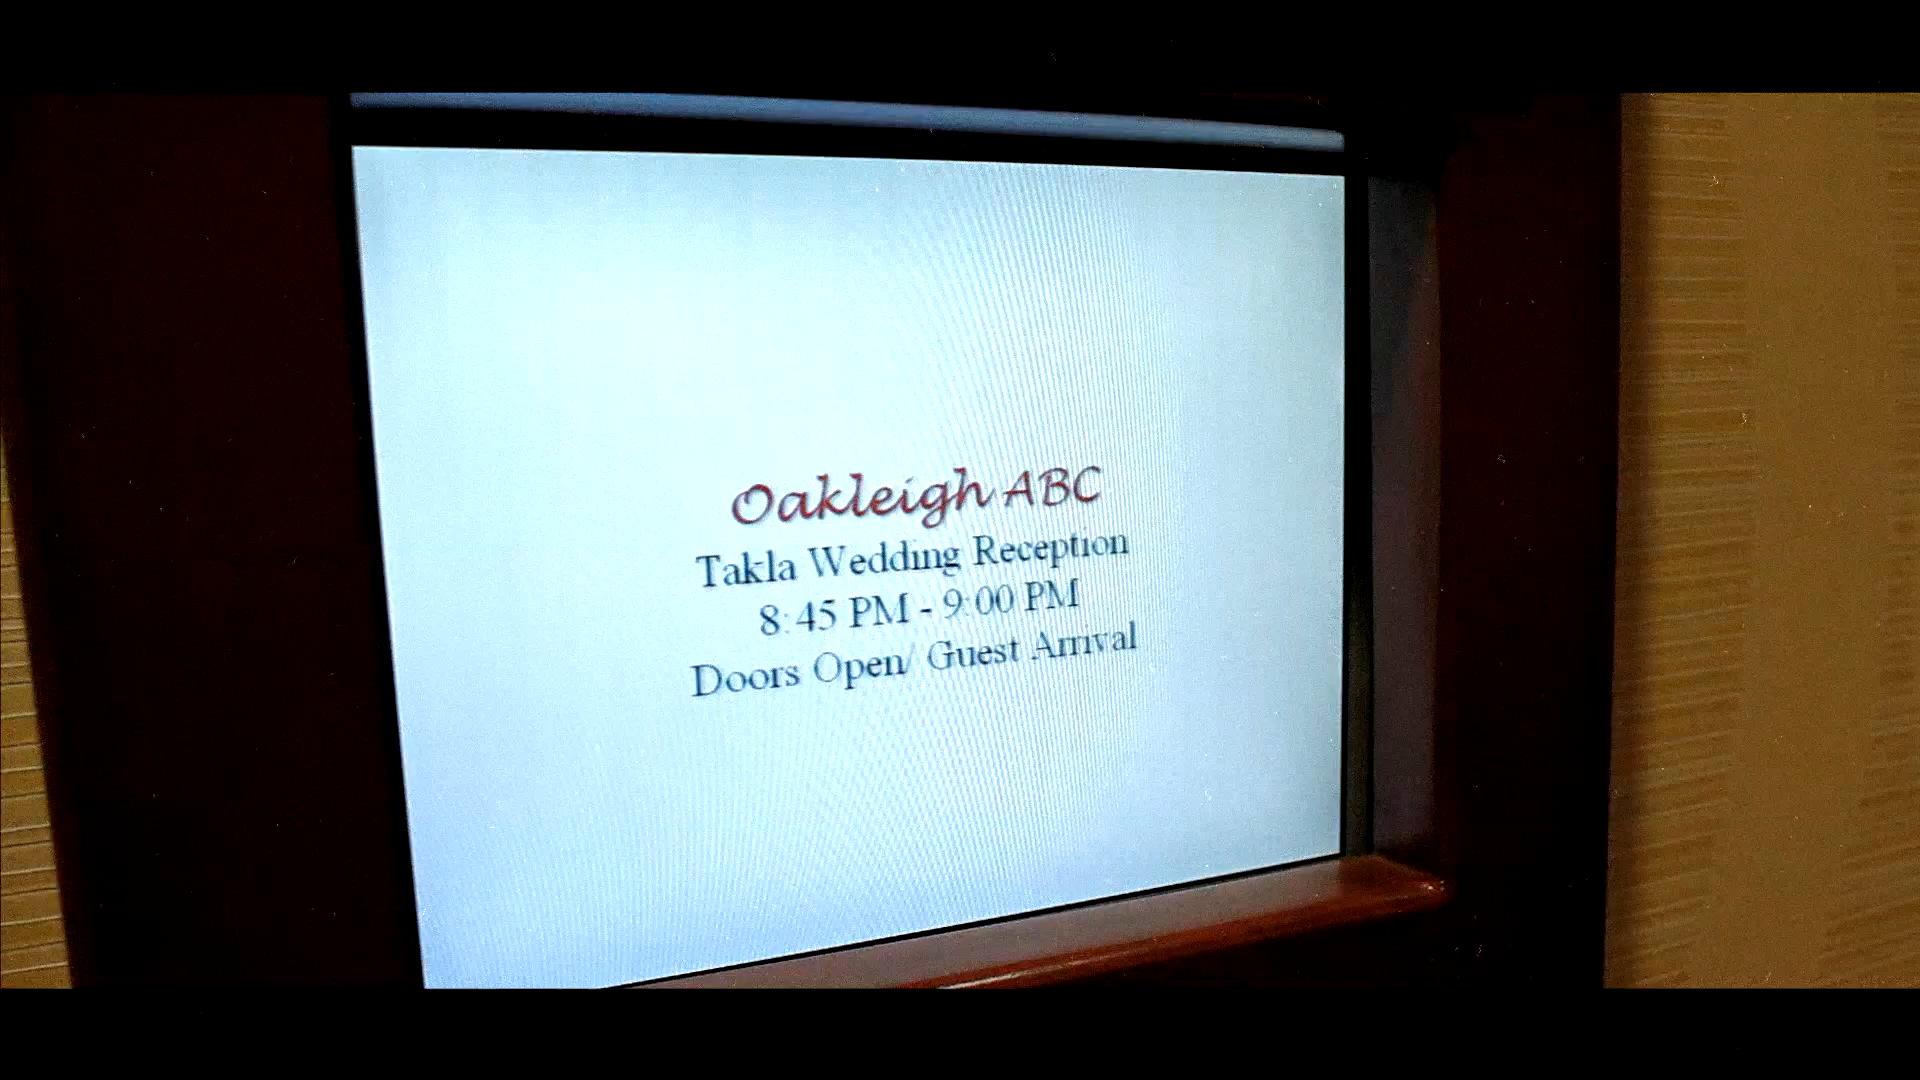 Oakleigh ABC
Takla Wedding Reception
8:45 PM - 9:00 PM
Doors Open/ Guest Arrival